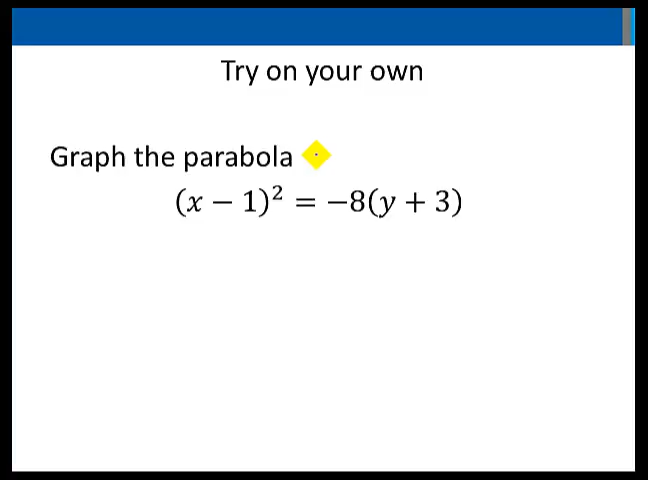 Try on your own
Graph the parabola
(x − 1)² = −8(y + 3)